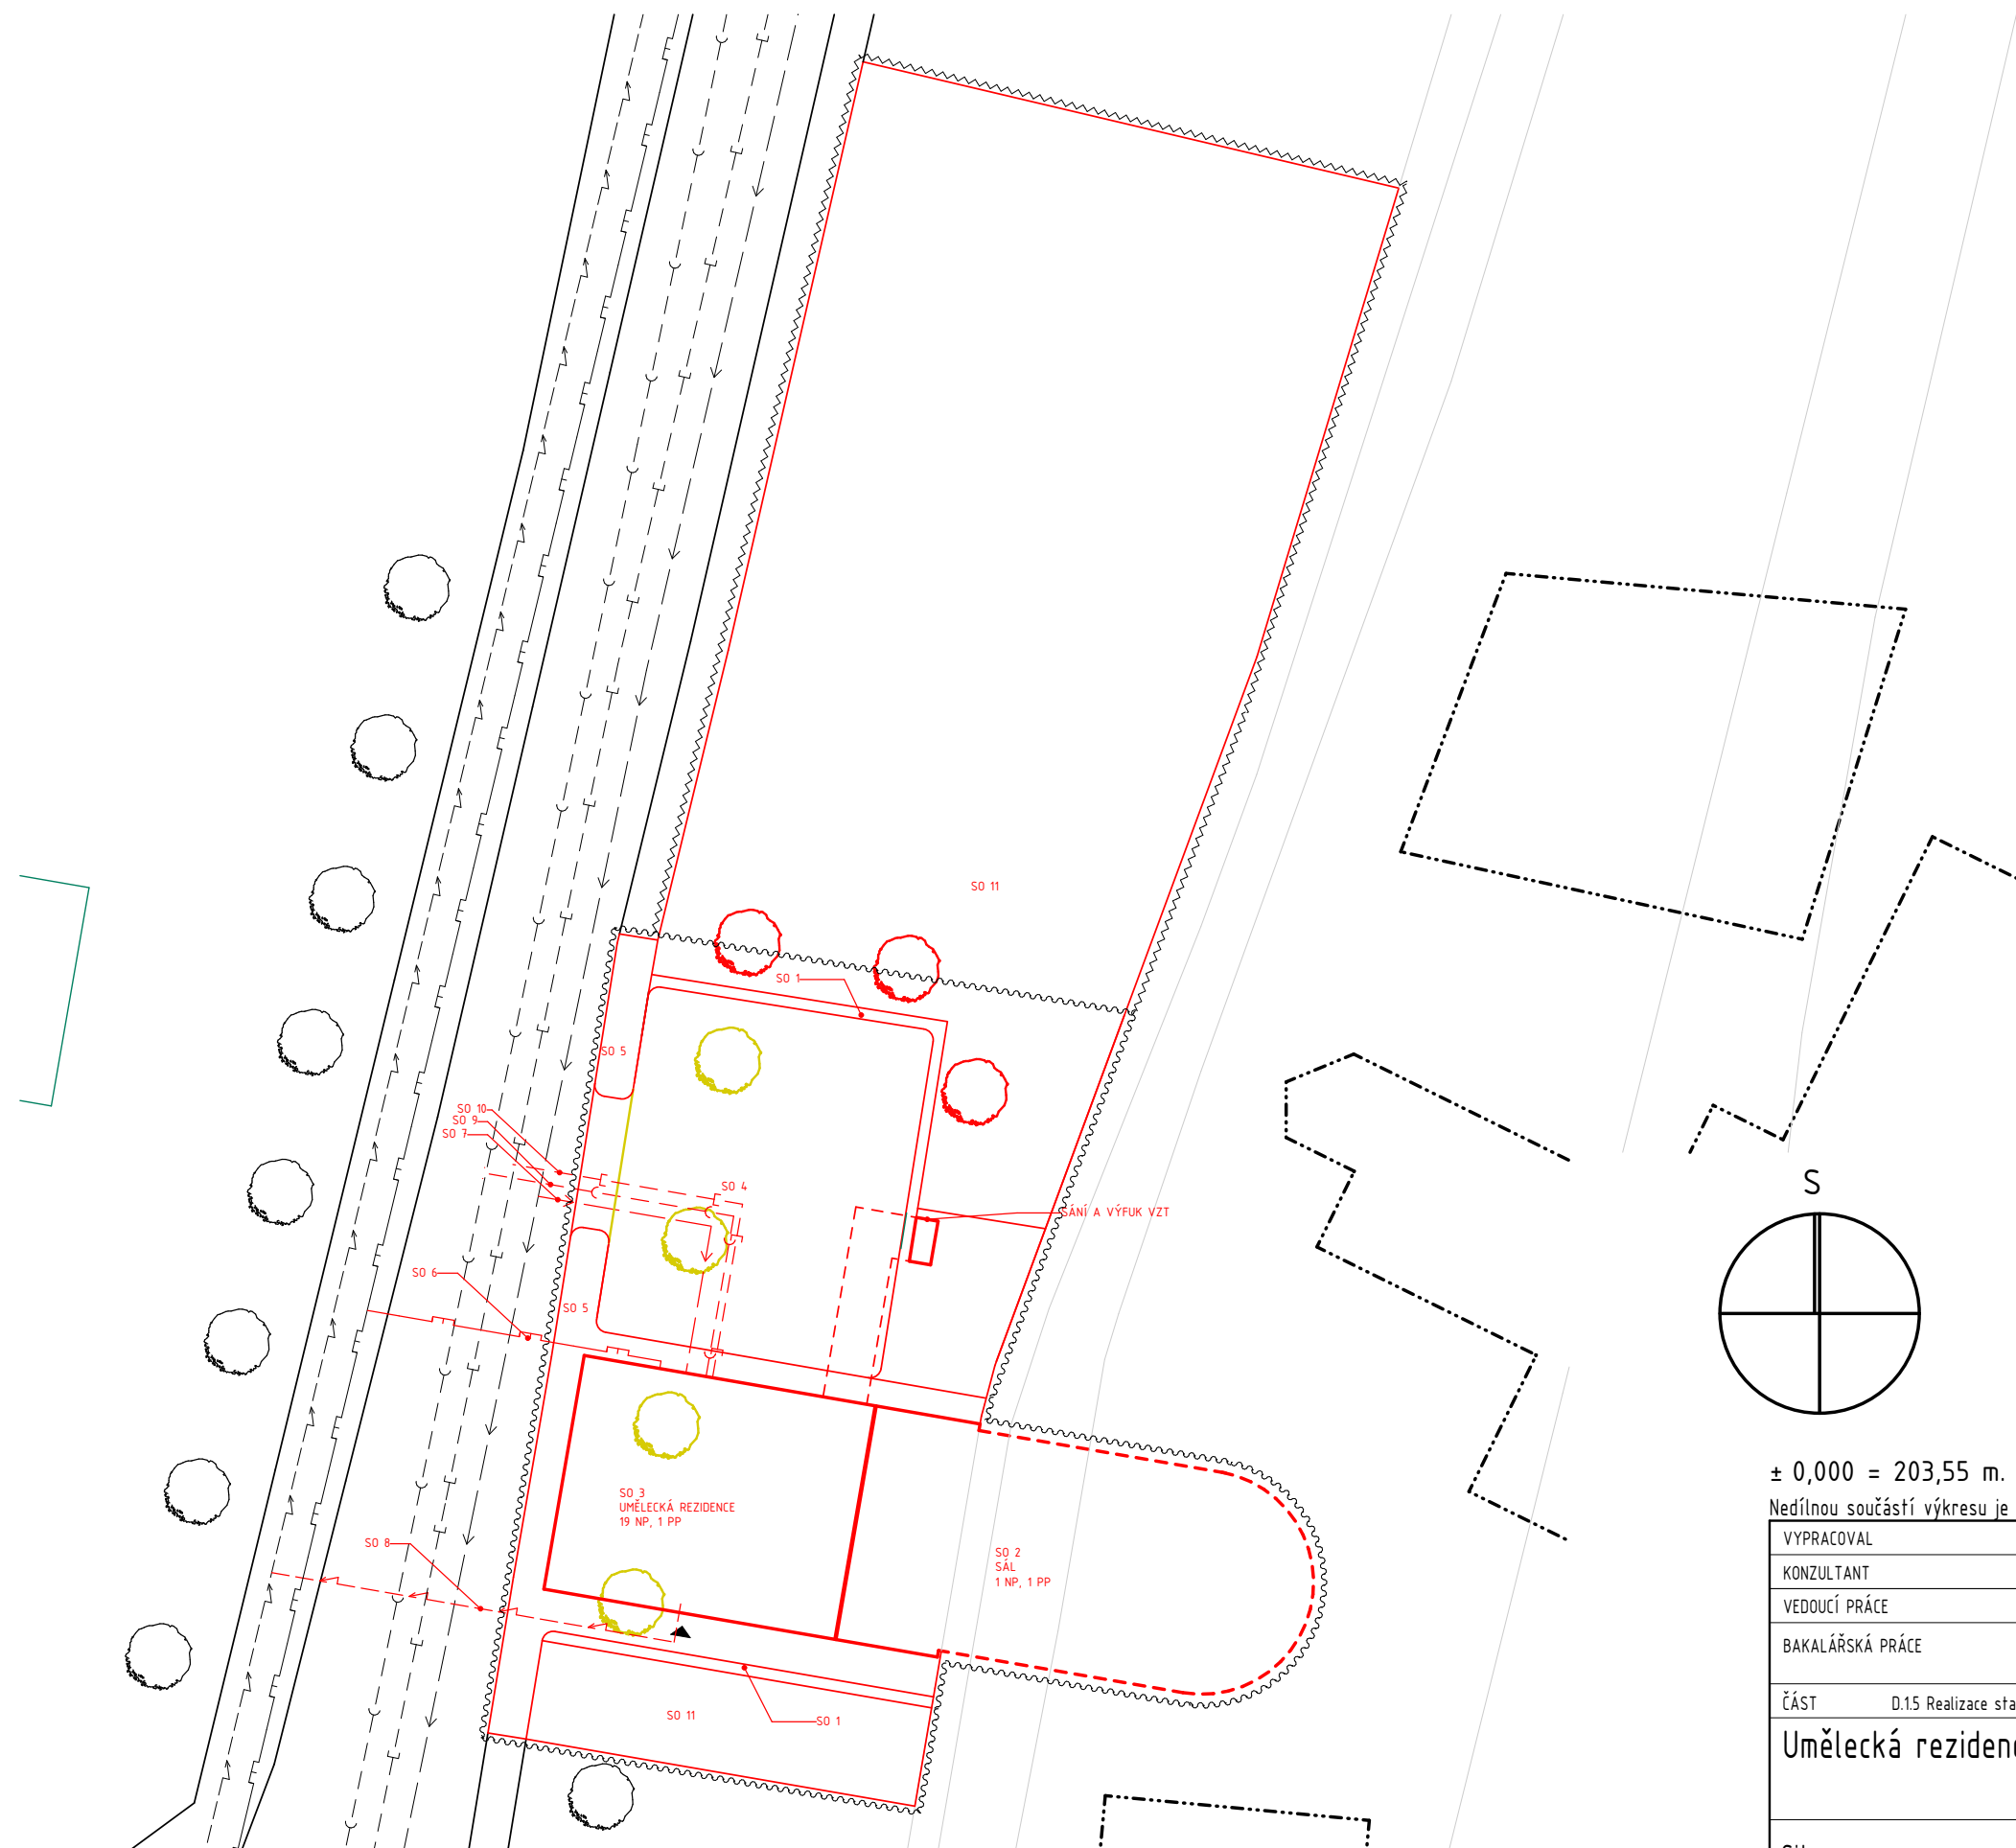 SO 11
SO 1
SO 5
SO 10
SO 9
SO 7
SO 4
SÁNÍ A VÝFUK VZT
S
SO 6
SO 5
± 0,000 = 203,55 m.
SO 3
UMĚLECKÁ REZIDENCE
19 NP, 1 PP
Nedílnou součástí výkresu je
VYPRACOVAL
SO 8
SO 2
SÁL
1 NP, 1 PP
KONZULTANT
VEDOUCÍ PRÁCE
BAKALÁŘSKÁ PRÁCE
ČÁST D.1.5 Realizace sta
SO 11
SO 1
Umělecká rezidenc